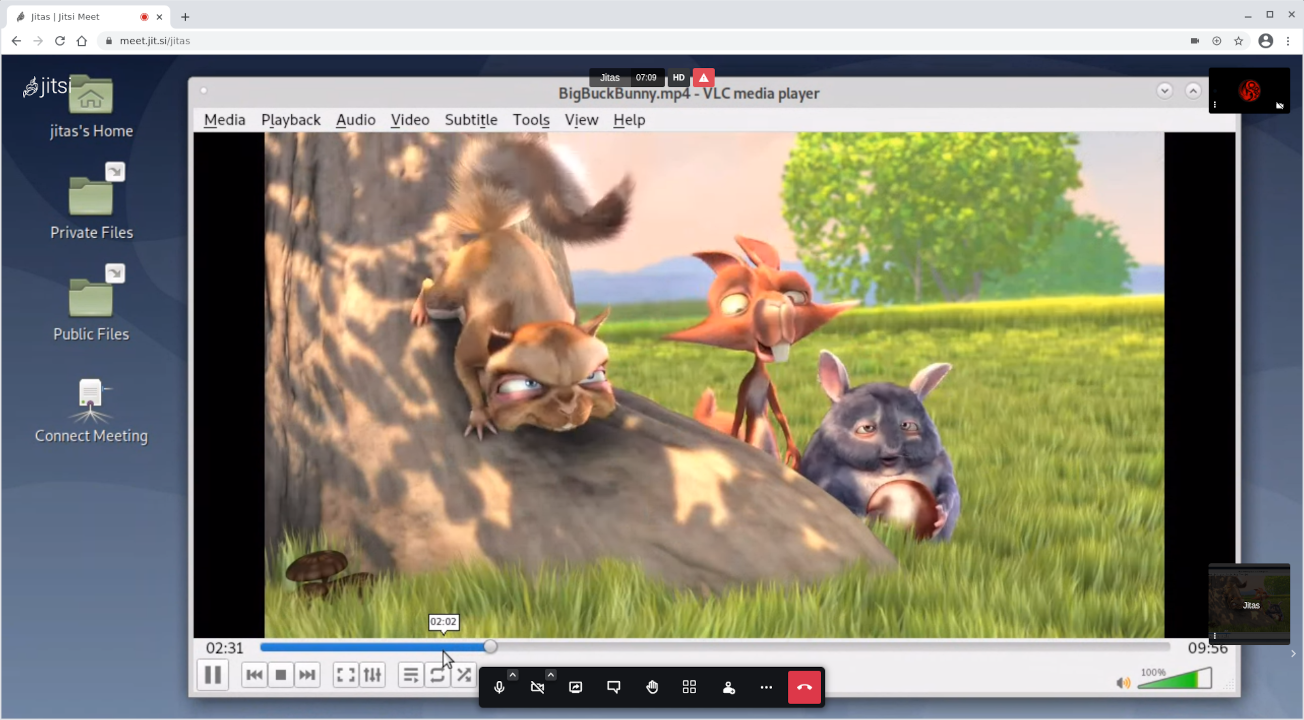 Jitas | Jitsi Meet
meet.jit.si/jitas
jitsi
Jitas 07:09 HD
BigBuckBunny.mp4 - VLC media player
Media Playback Audio Video Subtitle Tools View Help
jitas's Home
Private Files
Public Files
Connect Meeting
Jitas
02:02
02:31
09:56
100%